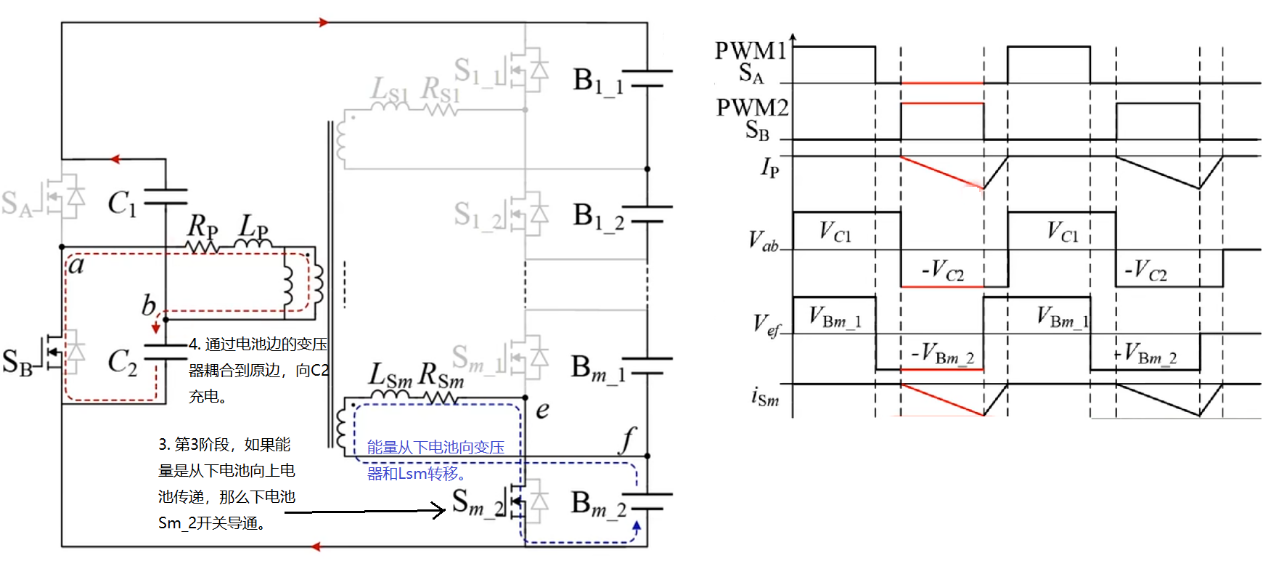 S1_1
B1_1
LS1 RS1
SA
C1
S1_2
B1_2
RP LP
a
b
SB
C2
4. 通过电池边的变压
器耦合到原边，向C2
充电。
Sm_1
Bm_1
LSm RSm
e
f
3. 第3阶段，如果能
量是从下电池向上电
池传递，那么下电池
Sm_2开关导通。
能量从下电池向变压
器和Lsm转移。
Sm_2
Bm_2
PWM1
SA
PWM2
SB
IP
Vab
VC1
-VC2
VC1
-VC2
Vef
VBm_1
-VBm_2
VBm_1
-VBm_2
iSm